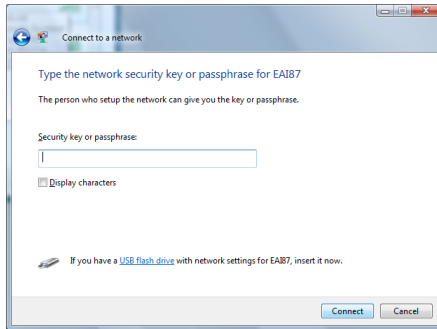 Connect to a network
Type the network security key or passphrase for EAI87
The person who setup the network can give you the key or passphrase.
Security key or passphrase:
Display characters
If you have a USB flash drive with network settings for EAI87, insert it now.
Connect Cancel